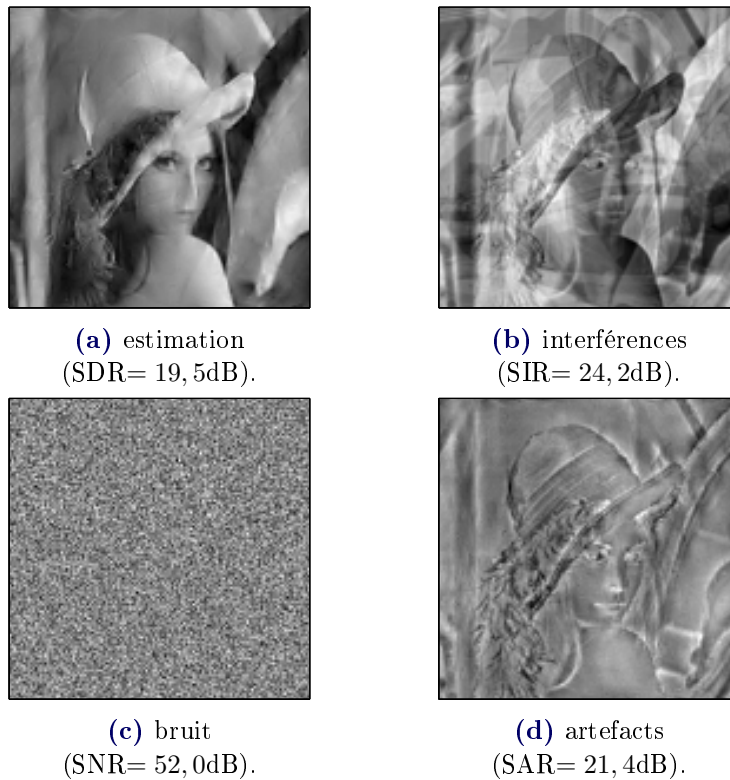 (a) estimation
(SDR= 19, 5dB).
(b) interférences
(SIR= 24, 2dB).
(c) bruit
(SNR= 52, 0dB).
(d) artefacts
(SAR= 21, 4dB).